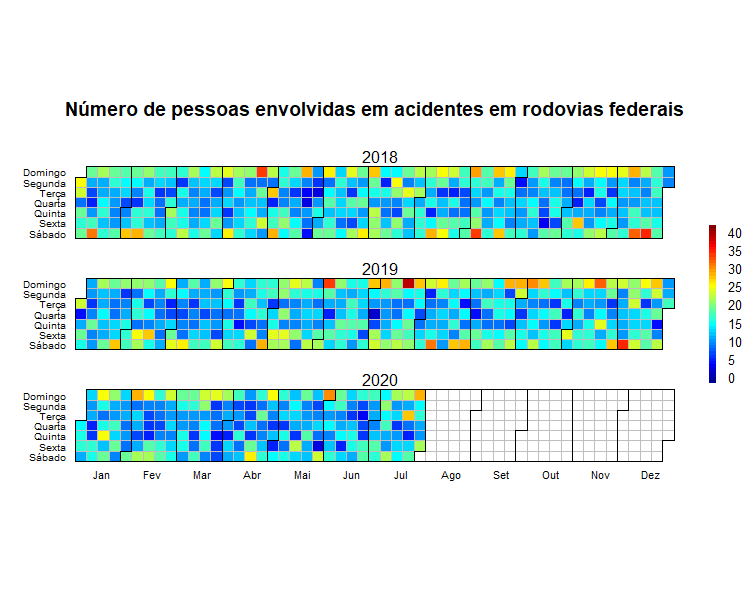 Número de pessoas envolvidas em acidentes em rodovias federais
2018
Domingo
Segunda
Terça
Quarta
Quinta
Sexta
Sábado
2019
Domingo
Segunda
Terça
Quarta
Quinta
Sexta
Sábado
2020
Domingo
Segunda
Terça
Quarta
Quinta
Sexta
Sábado
Jan Fev Mar Abr Mai Jun Jul Ago Set Out Nov Dez
40
35
30
25
20
15
10
5
0